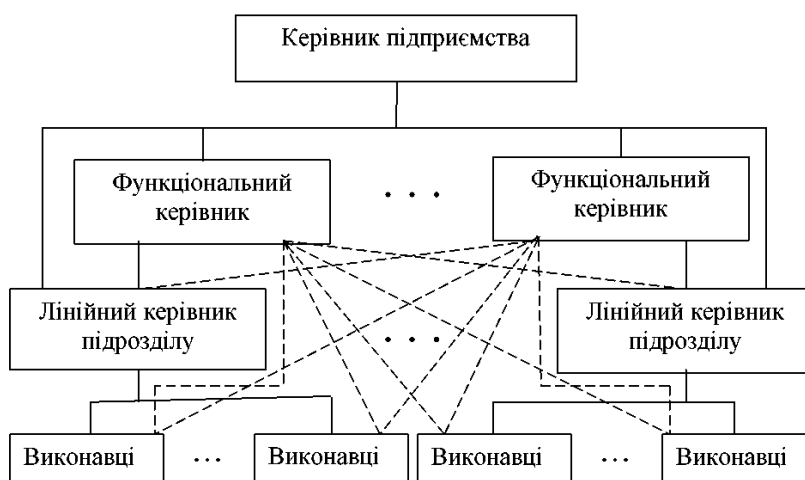 Керівник підприємства
Функціональний
керівник
. . .
Функціональний
керівник
Лінійний керівник
підрозділу
. . .
Лінійний керівник
підрозділу
Виконавці
...
Виконавці
Виконавці
...
Виконавці